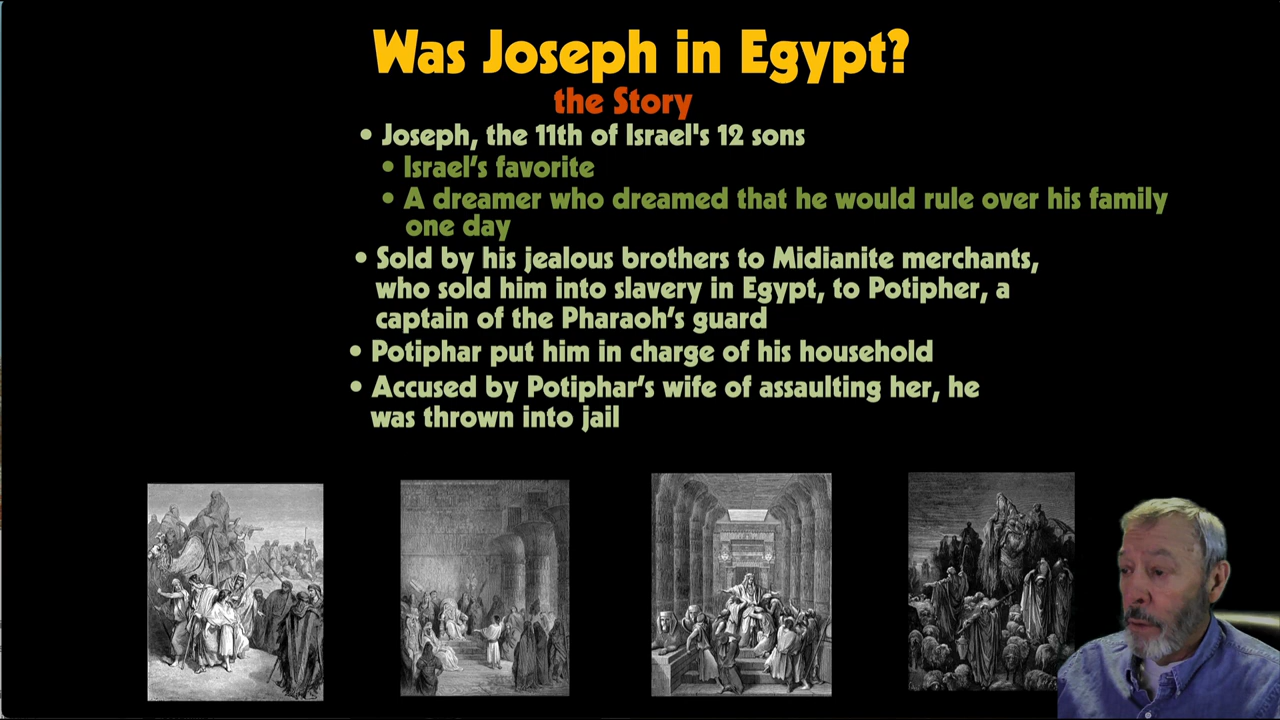 Was Joseph in Egypt?
the Story
• Joseph, the 11th of Israel's 12 sons
• Israel's favorite
• A dreamer who dreamed that he would rule over his family
one day
• Sold by his jealous brothers to Midianite merchants,
who sold him into slavery in Egypt, to Potipher, a
captain of the Pharaoh's guard
• Potiphar put him in charge of his household
• Accused by Potiphar's wife of assaulting her, he
was thrown into jail